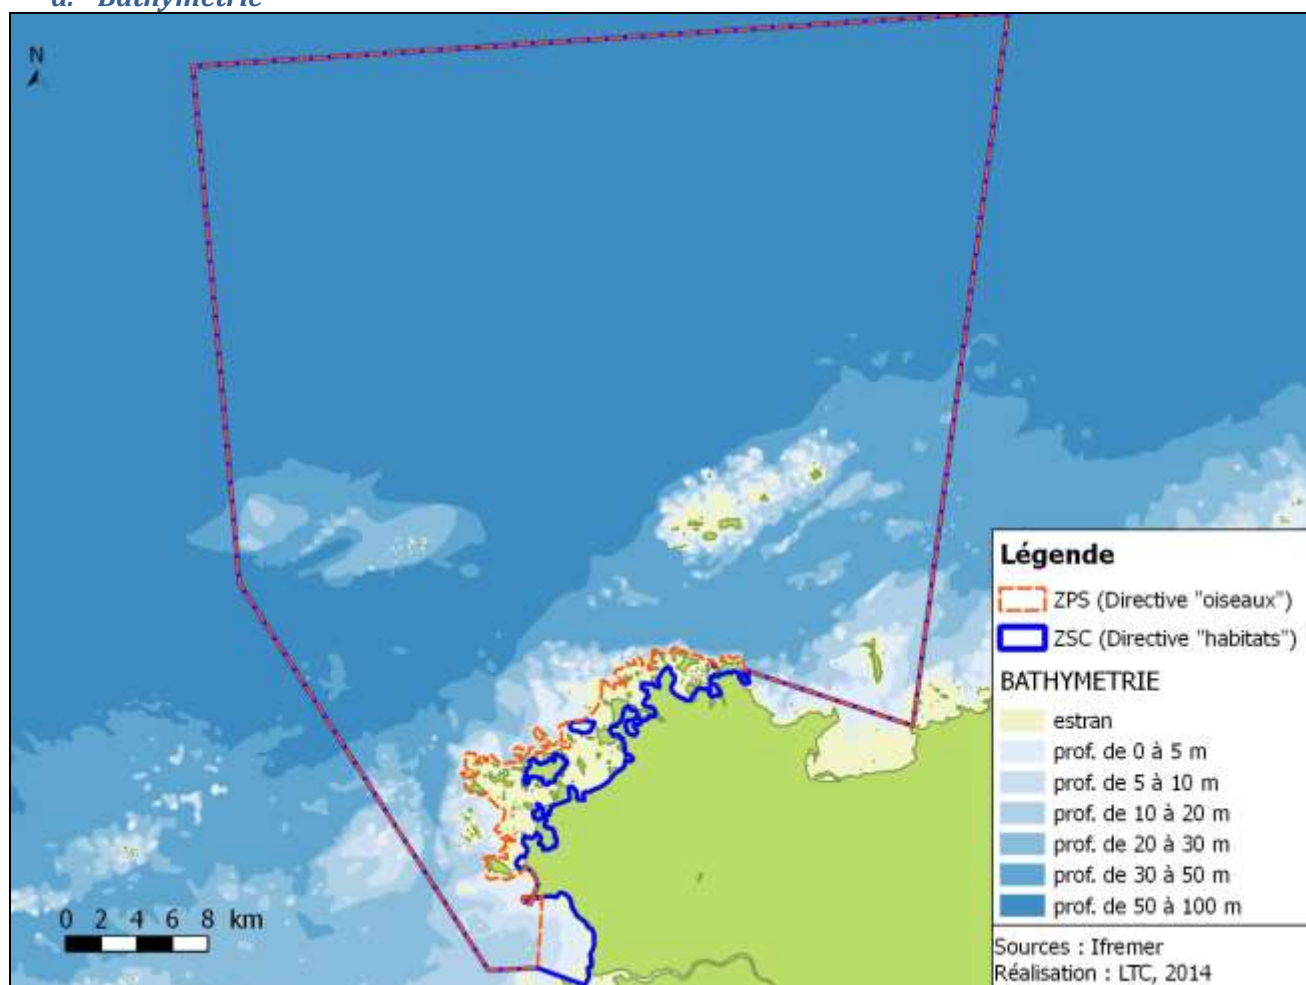 a. Bathymétrie
N
Légende
ZPS (Directive "oiseaux")
ZSC (Directive "habitats")
BATHYMETRIE
estran
prof. de 0 à 5 m
prof. de 5 à 10 m
prof. de 10 à 20 m
prof. de 20 à 30 m
prof. de 30 à 50 m
prof. de 50 à 100 m
0 2 4 6 8 km
Sources : Ifremer
Réalisation : LTC, 2014